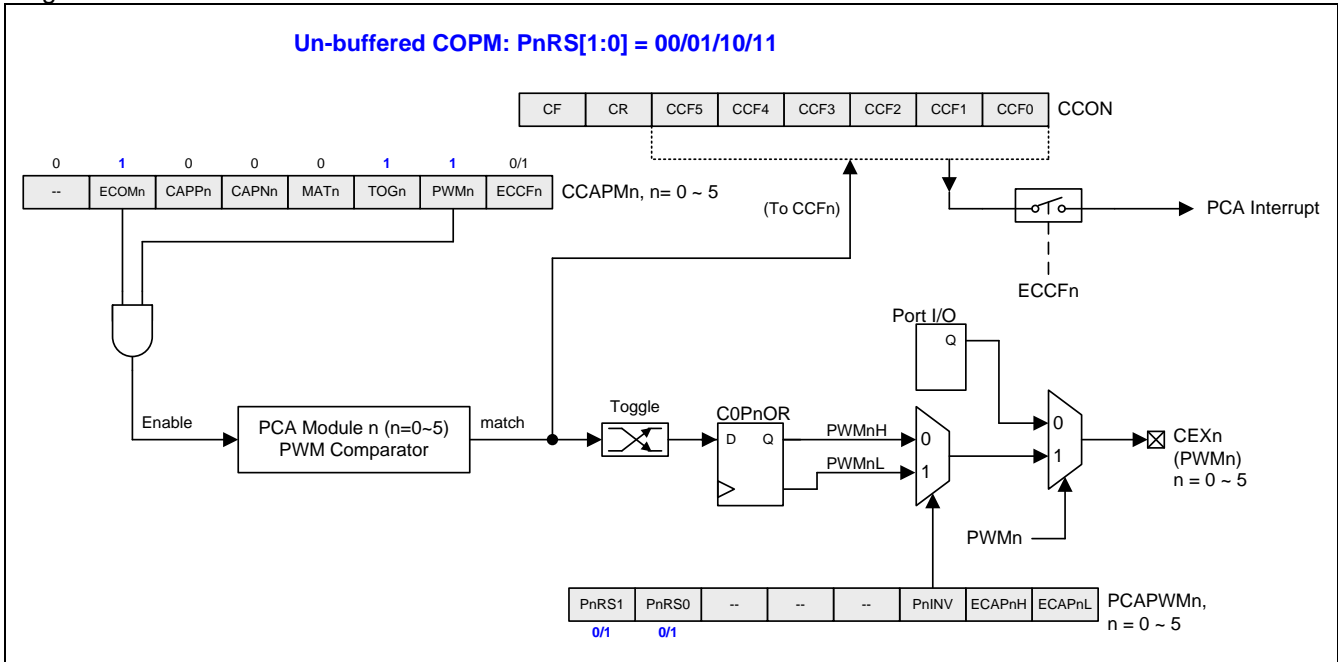 Un-buffered COPM: PnRS[1:0] = 00/01/10/11
CF CR CCF5 CCF4 CCF3 CCF2 CCF1 CCF0 CCON
0 1 0 0 0 1 1 0/1
-- ECOMn CAPPn CAPNn MATn TOGn PWMn ECCFn CCAPMn, n= 0 ~ 5
(To CCFn)
PCA Interrupt
ECCFn
Port I/O
Q
Enable
PCA Module n (n=0~5)
PWM Comparator
match
Toggle
C0PnOR
D Q
PWMnH
PWMnL
0
1
0
1
CEXn
(PWMn)
n = 0 ~ 5
PWMn
PnRS1 PnRS0 -- -- -- PnINV ECAPnH ECAPnL PCAPWMn,
n = 0 ~ 5
0/1 0/1